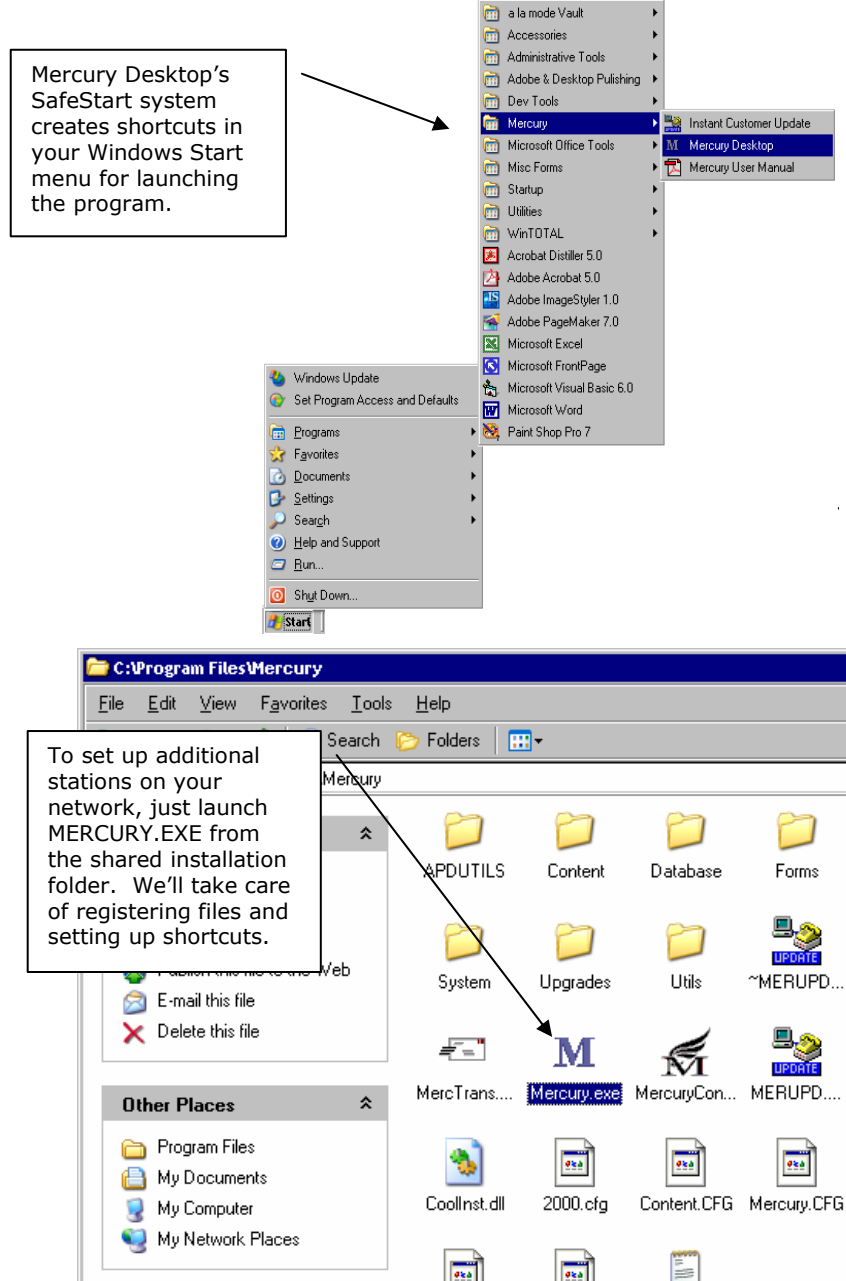 a la mode Vault
Accessories
Administrative Tools
Adobe & Desktop Pulishing
Dev Tools
Mercury
Microsoft Office Tools
Misc Forms
Startup
Utilities
WinTOTAL
Acrobat Distiller 5.0
Adobe Acrobat 5.0
Adobe ImageStyler 1.0
Adobe PageMaker 7.0
Microsoft Excel
Microsoft FrontPage
Microsoft Visual Basic 6.0
Microsoft Word
Paint Shop Pro 7
Instant Customer Update
Mercury Desktop
Mercury User Manual
Mercury Desktop’s
SafeStart system
creates shortcuts in
your Windows Start
menu for launching
the program.
Windows Update
Set Program Access and Defaults
Programs
Favorites
Documents
Settings
Search
Help and Support
Run...
Shut Down...
Start
C:\Program Files\Mercury
File Edit View Favorites Tools Help
Search Folders
Mercury
To set up additional
stations on your
network, just launch
MERCURY.EXE from
the shared installation
folder.  We’ll take care
of registering files and
setting up shortcuts.
Web
E-mail this file
Delete this file
Other Places
Program Files
My Documents
My Computer
My Network Places
APDUTILS Content Database Forms
System Upgrades Utils ~MERUPD...
MercTrans.... Mercury.exe MercuryCon... MERUPD....
CoolInst.dll 2000.cfg Content.CFG Mercury.CFG